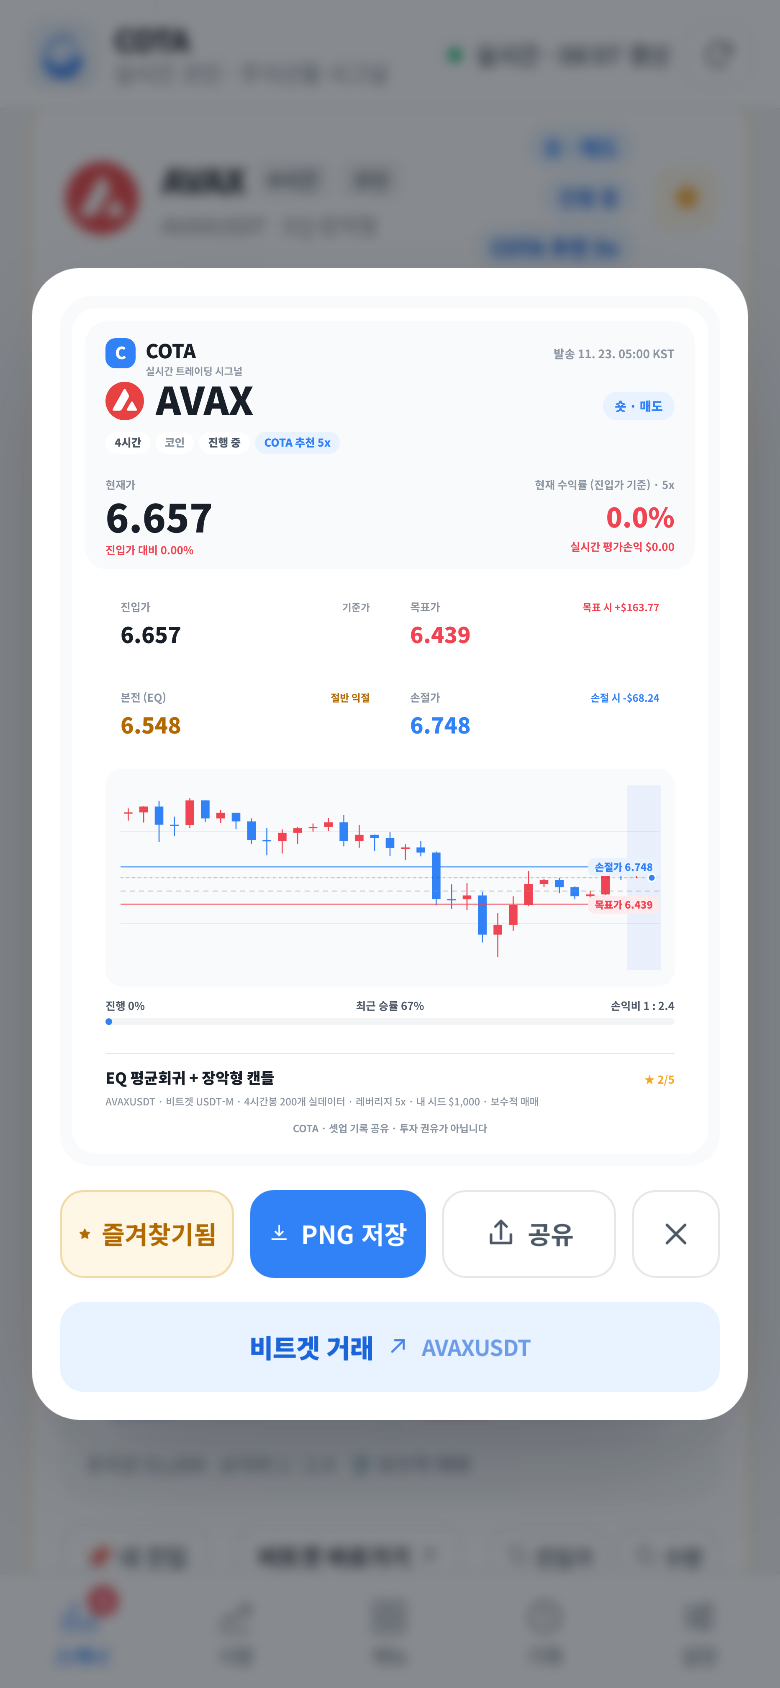 COTA
AVAX
C COTA
발송 11. 23. 05:00 KST
실시간 트레이딩 시그널
AVAX
숏 · 매도
4시간 코인 진행 중 COTA 추천 5x
현재가
현재 수익률 (진입가 기준) · 5x
6.657
0.0%
진입가 대비 0.00%
실시간 평가손익 $0.00
진입가 기준가
6.657
목표가 목표 시 +$163.77
6.439
본전 (EQ) 절반 익절
6.548
손절가 손절 시 -$68.24
6.748
손절가 6.748
목표가 6.439
진행 0% 최근 승률 67% 손익비 1 : 2.4
EQ 평균회귀 + 장악형 캔들
★ 2/5
AVAXUSDT · 비트겟 USDT-M · 4시간봉 200개 실데이터 · 레버리지 5x · 내 시드 $1,000 · 보수적 매매
COTA · 셋업 기록 공유 · 투자 권유가 아닙니다
★ 즐겨찾기됨
PNG 저장
공유
비트겟 거래 ↗ AVAXUSDT